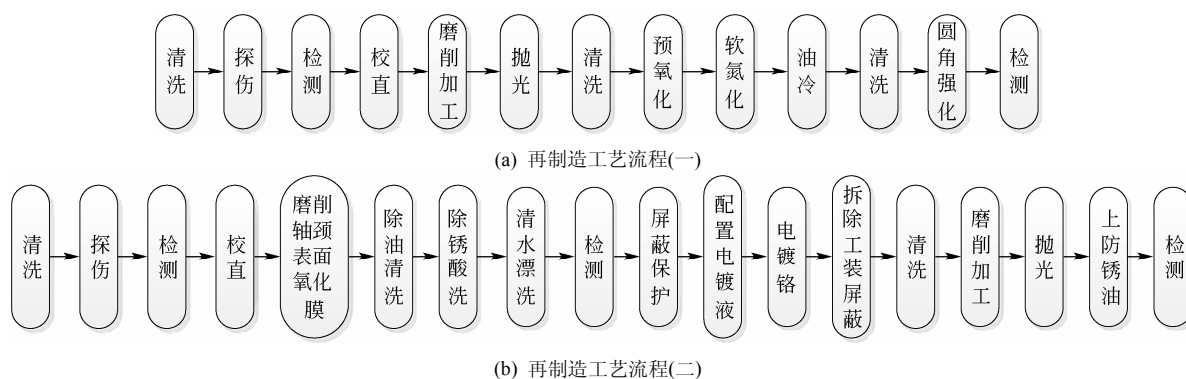 清洗
探伤
检测
校直
磨削加工
抛光
清洗
预氧化
软氮化
油冷
清洗
圆角强化
检测
(a) 再制造工艺流程(一)
清洗
探伤
检测
校直
磨削轴颈表面氧化膜
除油清洗
除锈酸洗
清水漂洗
检测
屏蔽保护
配置电镀液
电镀铬
拆除工装屏蔽
清洗
磨削加工
抛光
上防锈油
检测
(b) 再制造工艺流程(二)